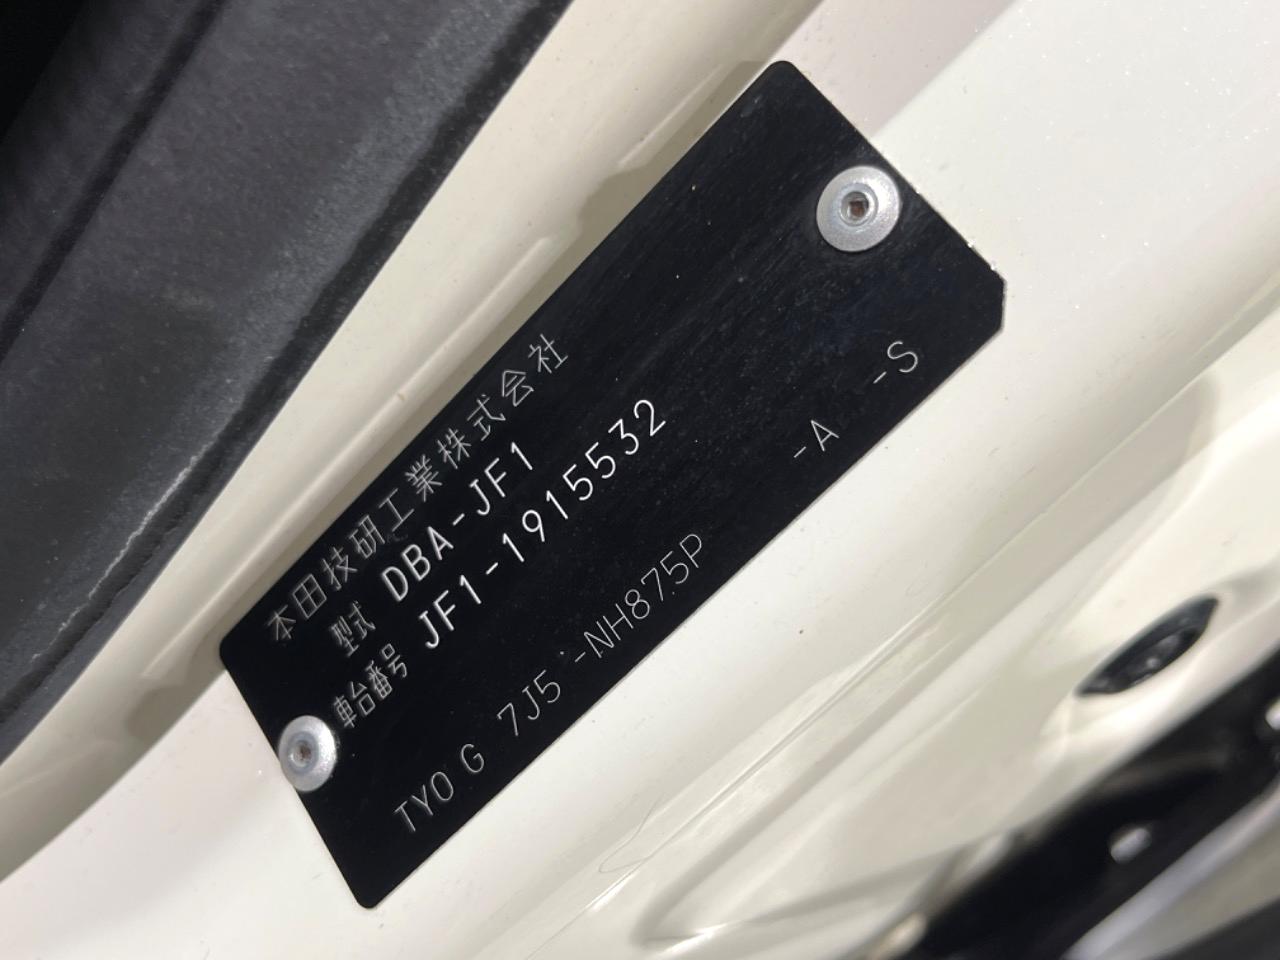 本田技研工業株式会社
型式 DBA-JF1
車台番号 JF1-1915532
TYO G 7J5 -NH875P -A -S